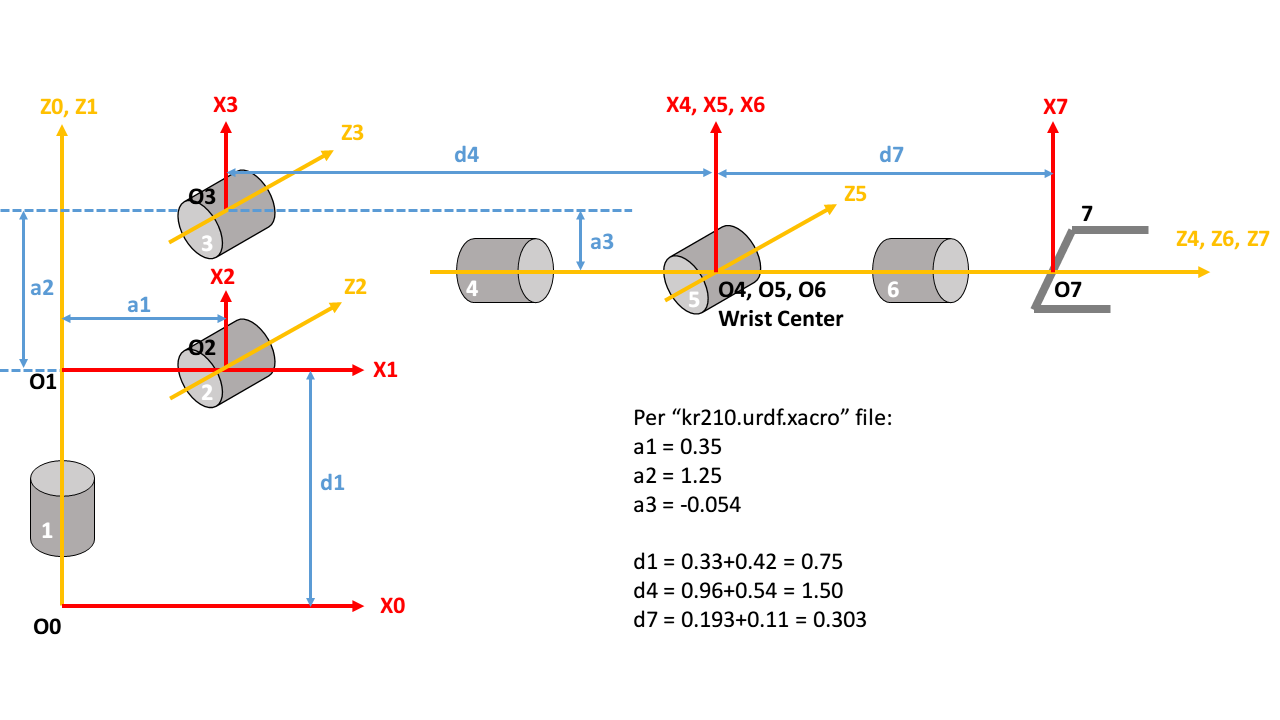 Z0, Z1
X3
Z3
X4, X5, X6
X7
d4
d7
O3
Z5
7
3
a3
Z4, Z6, Z7
X2
Z2
a2
a1
4
5
O4, O5, O6
6
O7
Wrist Center
O2
X1
O1
2
Per “kr210.urdf.xacro” file:
a1 = 0.35
a2 = 1.25
d1
a3 = -0.054
1
d1 = 0.33+0.42 = 0.75
d4 = 0.96+0.54 = 1.50
X0
d7 = 0.193+0.11 = 0.303
O0